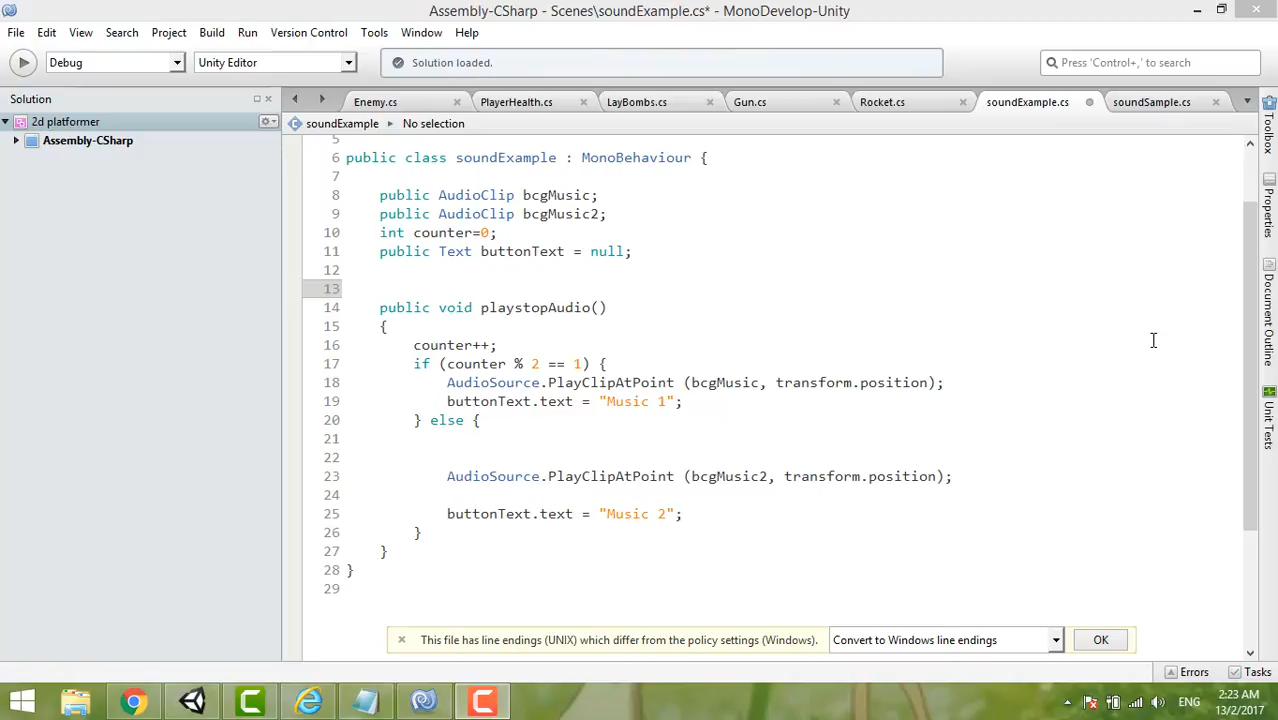 Assembly-CSharp - Scenes\soundExample.cs* - MonoDevelop-Unity
File Edit View Search Project Build Run Version Control Tools Window Help
Debug Unity Editor Solution loaded. Press 'Control+,' to search
Solution
Enemy.cs PlayerHealth.cs LayBombs.cs Gun.cs Rocket.cs soundExample.cs soundSample.cs
2d platformer
Assembly-CSharp
soundExample No selection
5
6 public class soundExample : MonoBehaviour {
7
8 public AudioClip bcgMusic;
9 public AudioClip bcgMusic2;
10 int counter=0;
11 public Text buttonText = null;
12
13
14 public void playstopAudio()
15 {
16 counter++;
17 if (counter % 2 == 1) {
18 AudioSource.PlayClipAtPoint (bcgMusic, transform.position);
19 buttonText.text = "Music 1";
20 } else {
21
22
23 AudioSource.PlayClipAtPoint (bcgMusic2, transform.position);
24
25 buttonText.text = "Music 2";
26 }
27 }
28 }
29
Toolbox
Properties
Document Outline
Unit Tests
This file has line endings (UNIX) which differ from the policy settings (Windows). Convert to Windows line endings OK
Errors Tasks
ENG
2:23 AM
13/2/2017